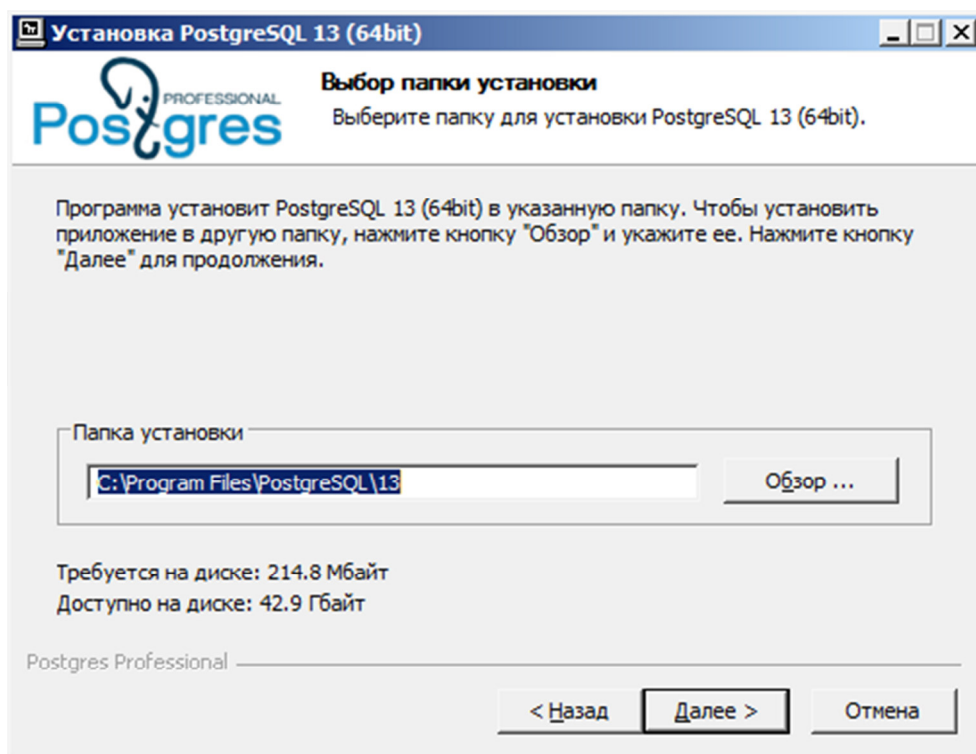 Установка PostgreSQL 13 (64bit)
PROFESSIONAL
Postgres
Выбор папки установки
Выберите папку для установки PostgreSQL 13 (64bit).
Программа установит PostgreSQL 13 (64bit) в указанную папку. Чтобы установить
приложение в другую папку, нажмите кнопку "Обзор" и укажите ее. Нажмите кнопку
"Далее" для продолжения.
Папка установки
C:\Program Files\PostgreSQL\13
Обзор ...
Требуется на диске: 214.8 Мбайт
Доступно на диске: 42.9 Гбайт
Postgres Professional
< Назад
Далее >
Отмена